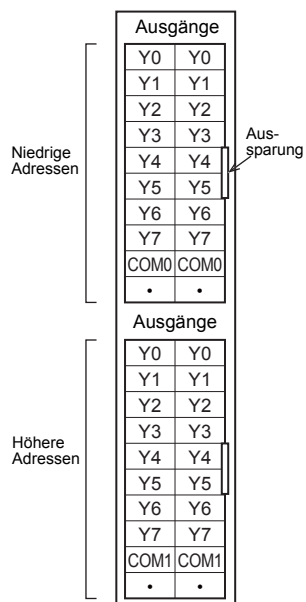 Ausgänge
Y0 Y0
Y1 Y1
Y2 Y2
Y3 Y3
Y4 Y4
Y5 Y5
Y6 Y6
Y7 Y7
COM0 COM0
• •
Niedrige
Adressen
Aus-
sparung
Ausgänge
Y0 Y0
Y1 Y1
Y2 Y2
Y3 Y3
Y4 Y4
Y5 Y5
Y6 Y6
Y7 Y7
COM1 COM1
• •
Höhere
Adressen